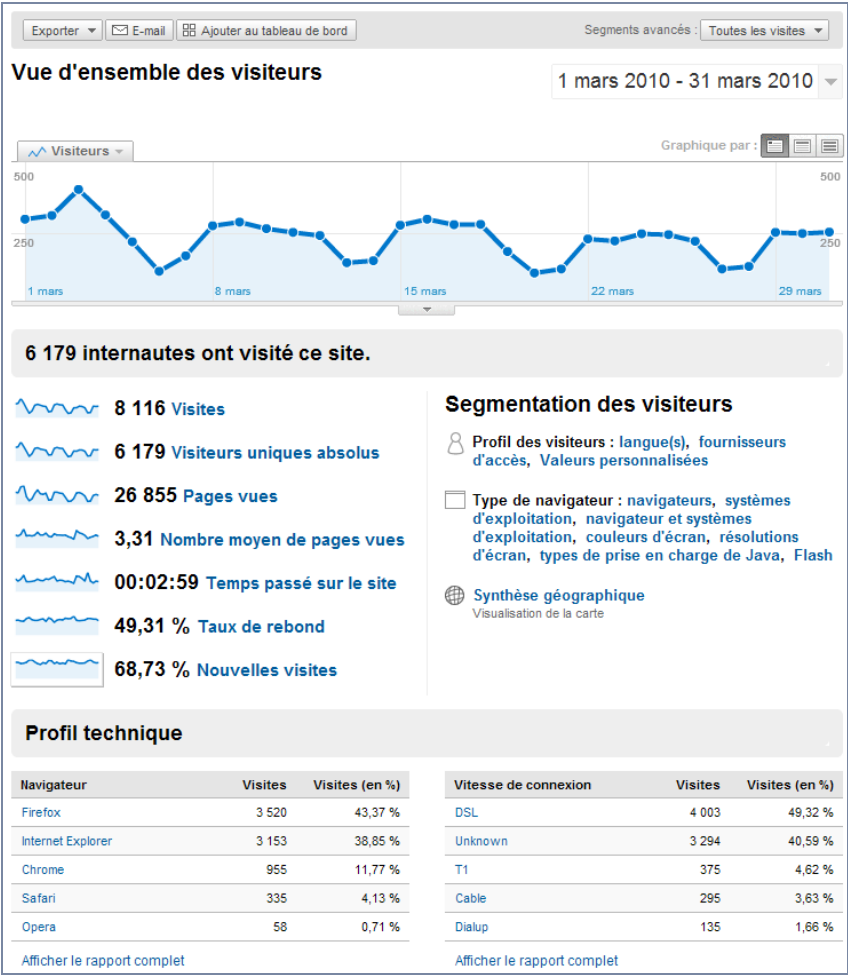 Exporter
E-mail
Ajouter au tableau de bord
Segments avancés : Toutes les visites
Vue d'ensemble des visiteurs
1 mars 2010 - 31 mars 2010
Visiteurs
Graphique par :
500 500
250 250
1 mars 8 mars 15 mars 22 mars 29 mars
6 179 internautes ont visité ce site.
8 116 Visites
6 179 Visiteurs uniques absolus
26 855 Pages vues
3,31 Nombre moyen de pages vues
00:02:59 Temps passé sur le site
49,31 % Taux de rebond
68,73 % Nouvelles visites
Segmentation des visiteurs
Profil des visiteurs : langue(s), fournisseurs
d'accès, Valeurs personnalisées
Type de navigateur : navigateurs, systèmes
d'exploitation, navigateur et systèmes
d'exploitation, couleurs d'écran, résolutions
d'écran, types de prise en charge de Java, Flash
Synthèse géographique
Visualisation de la carte
Profil technique
Navigateur Visites Visites (en %)
Firefox 3 520 43,37 %
Internet Explorer 3 153 38,85 %
Chrome 955 11,77 %
Safari 335 4,13 %
Opera 58 0,71 %
Afficher le rapport complet
Vitesse de connexion Visites Visites (en %)
DSL 4 003 49,32 %
Unknown 3 294 40,59 %
T1 375 4,62 %
Cable 295 3,63 %
Dialup 135 1,66 %
Afficher le rapport complet